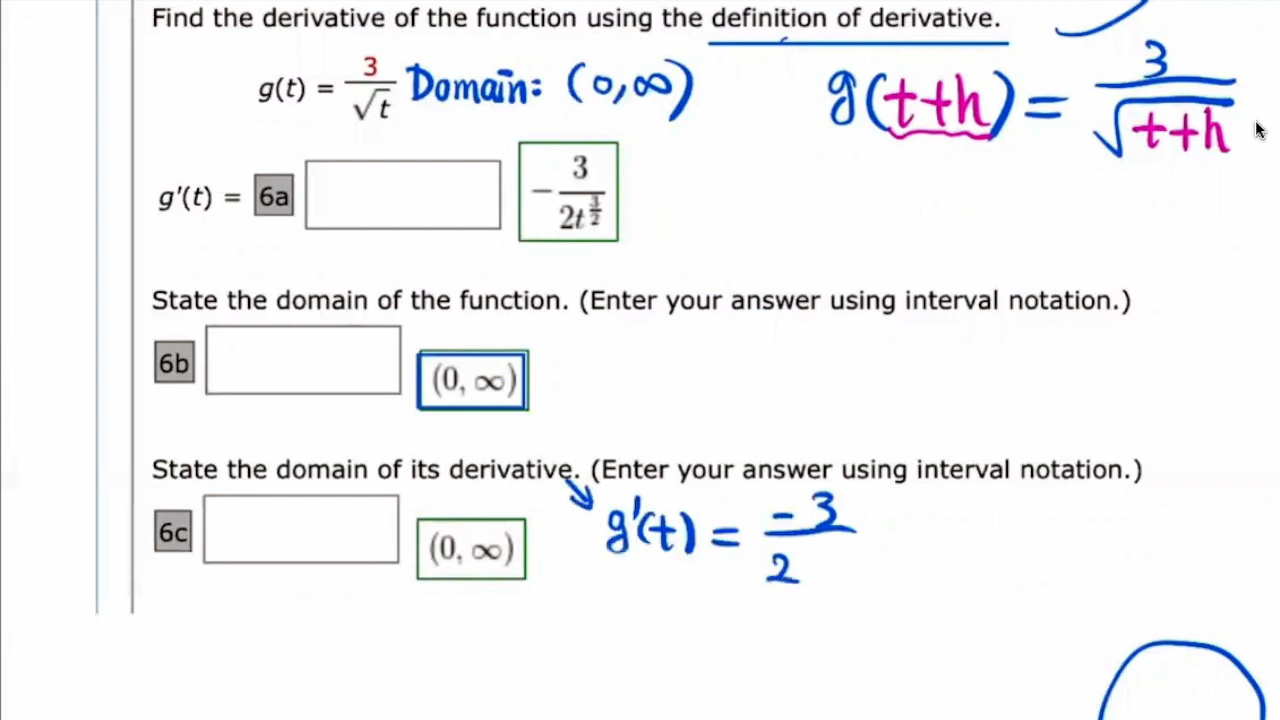 Find the derivative of the function using the definition of derivative.
g(t) = 3/√t Domain: (0,∞) g(t+h) = 3/√(t+h)
g'(t) = 6a − 3/(2t^(3/2))
State the domain of the function. (Enter your answer using interval notation.)
6b (0, ∞)
State the domain of its derivative. (Enter your answer using interval notation.)
6c (0, ∞) g'(t) = -3/2